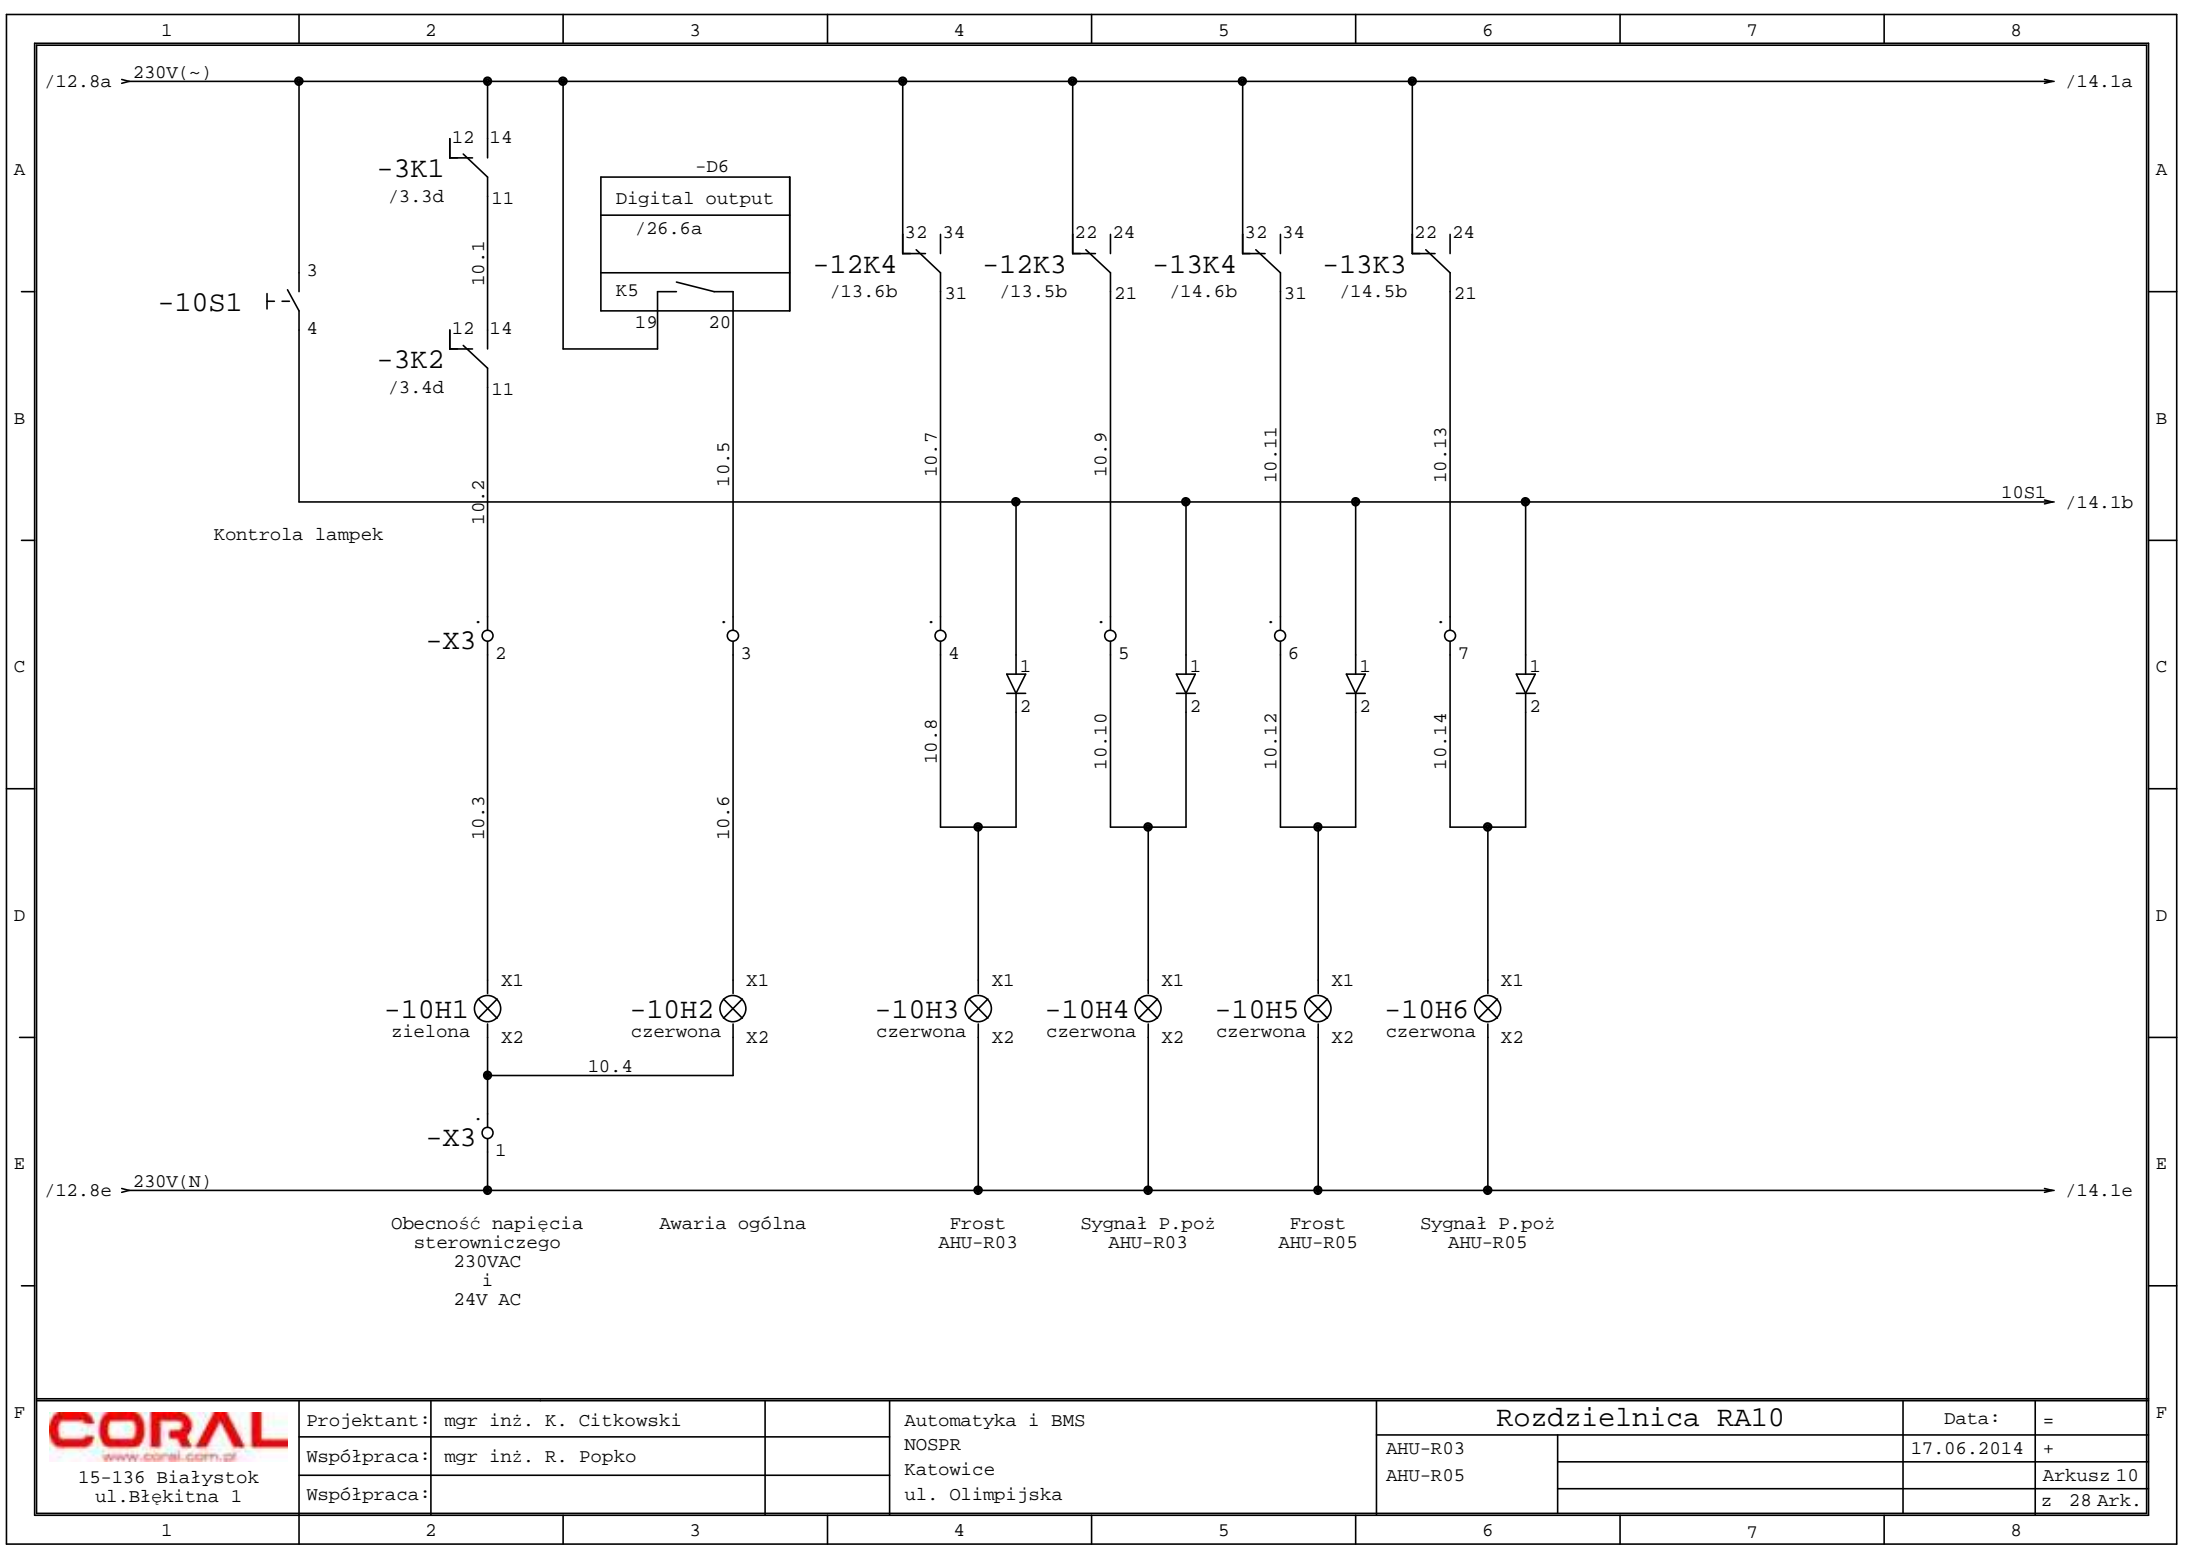 1 2 3 4 5 6 7 8
/12.8a 230V(~) /14.1a
12 14
A -3K1 -D6 A
/3.3d 11 Digital output
/26.6a
32 34 22 24 32 34 22 24
10.1
3 -12K4 -12K3 -13K4 -13K3
K5 /13.6b 31 /13.5b 21 /14.6b 31 /14.5b 21
-10S1
4 12 14 19 20
-3K2
/3.4d 11
B B
10.2 10.5 10.7 10.9 10.11 10.13
10S1 /14.1b
Kontrola lampek
-X3 2 3 4 5 6 7
C 1 1 1 1 C
2 2 2 2
10.8 10.10 10.12 10.14
10.3 10.6
D D
X1 X1 X1 X1 X1 X1
-10H1 -10H2 -10H3 -10H4 -10H5 -10H6
zielona czerwona czerwona czerwona czerwona czerwona
X2 X2 X2 X2 X2 X2
10.4
-X3 1
E E
/12.8e 230V(N) /14.1e
Obecność napięcia
sterowniczego
230VAC
i
24V AC
Awaria ogólna
Frost
AHU-R03
Sygnał P.poż
AHU-R03
Frost
AHU-R05
Sygnał P.poż
AHU-R05
F F
CORAL
www.coral.com.pl
15-136 Białystok
ul.Błękitna 1
Projektant: mgr inż. K. Citkowski
Współpraca: mgr inż. R. Popko
Współpraca:
Automatyka i BMS
NOSPR
Katowice
ul. Olimpijska
Rozdzielnica RA10
AHU-R03
AHU-R05
Data: =
17.06.2014 +
Arkusz 10
z 28 Ark.
1 2 3 4 5 6 7 8